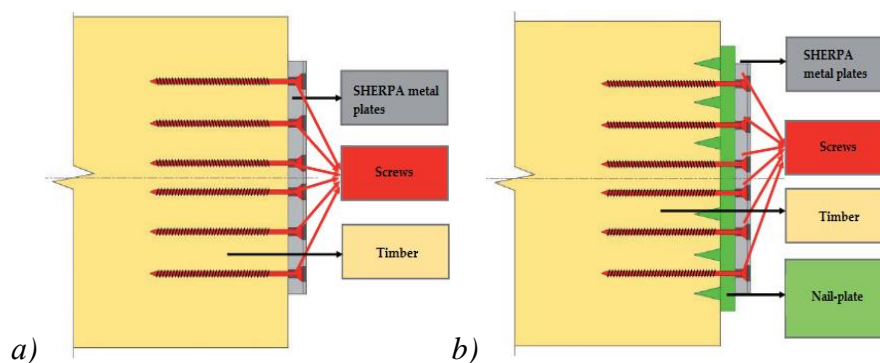 SHERPA
metal plates
Screws
Timber
a)
SHERPA
metal plates
Screws
Timber
Nail-plate
b)